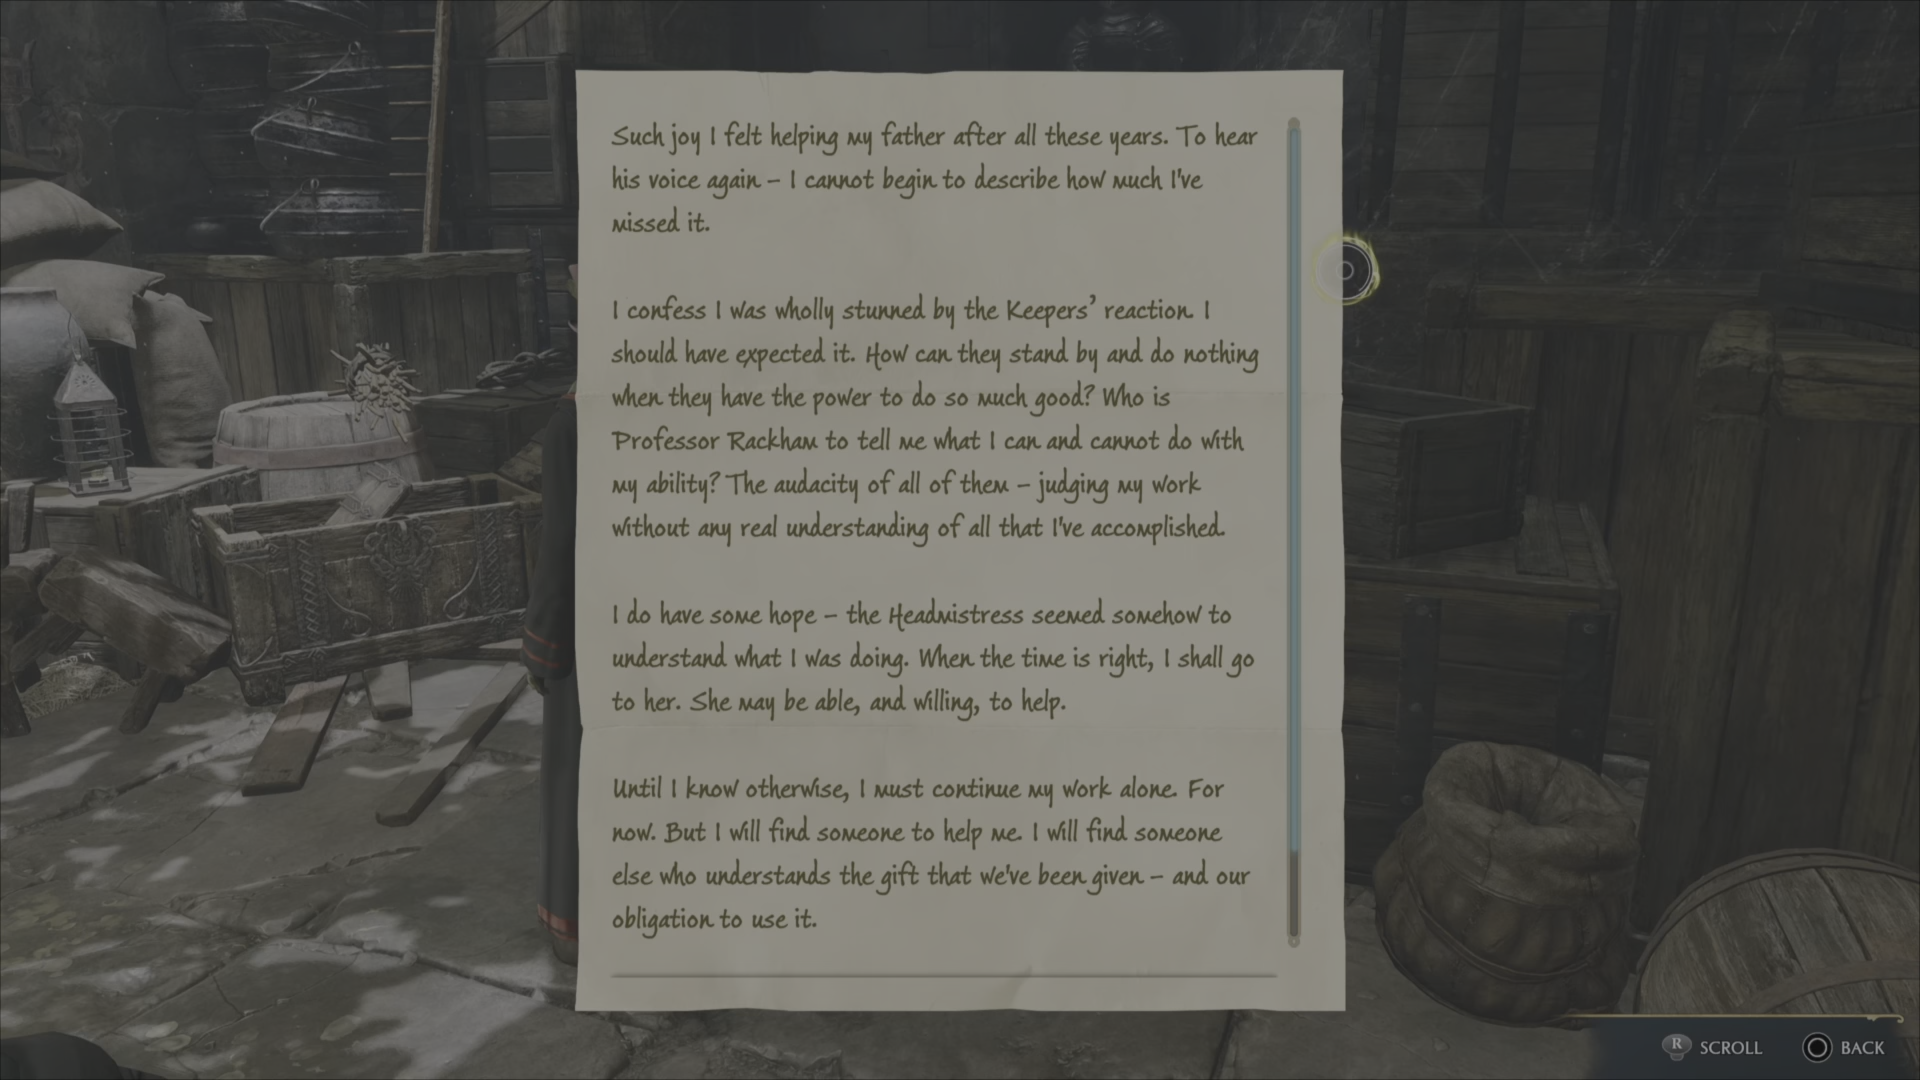 Such joy I felt helping my father after all these years. To hear
his voice again – I cannot begin to describe how much I've
missed it.
I confess I was wholly stunned by the Keepers' reaction. I
should have expected it. How can they stand by and do nothing
when they have the power to do so much good? Who is
Professor Rackham to tell me what I can and cannot do with
my ability? The audacity of all of them – judging my work
without any real understanding of all that I've accomplished.
I do have some hope – the Headmistress seemed somehow to
understand what I was doing. When the time is right, I shall go
to her. She may be able, and willing, to help.
Until I know otherwise, I must continue my work alone. For
now. But I will find someone to help me. I will find someone
else who understands the gift that we've been given – and our
obligation to use it.
R SCROLL BACK